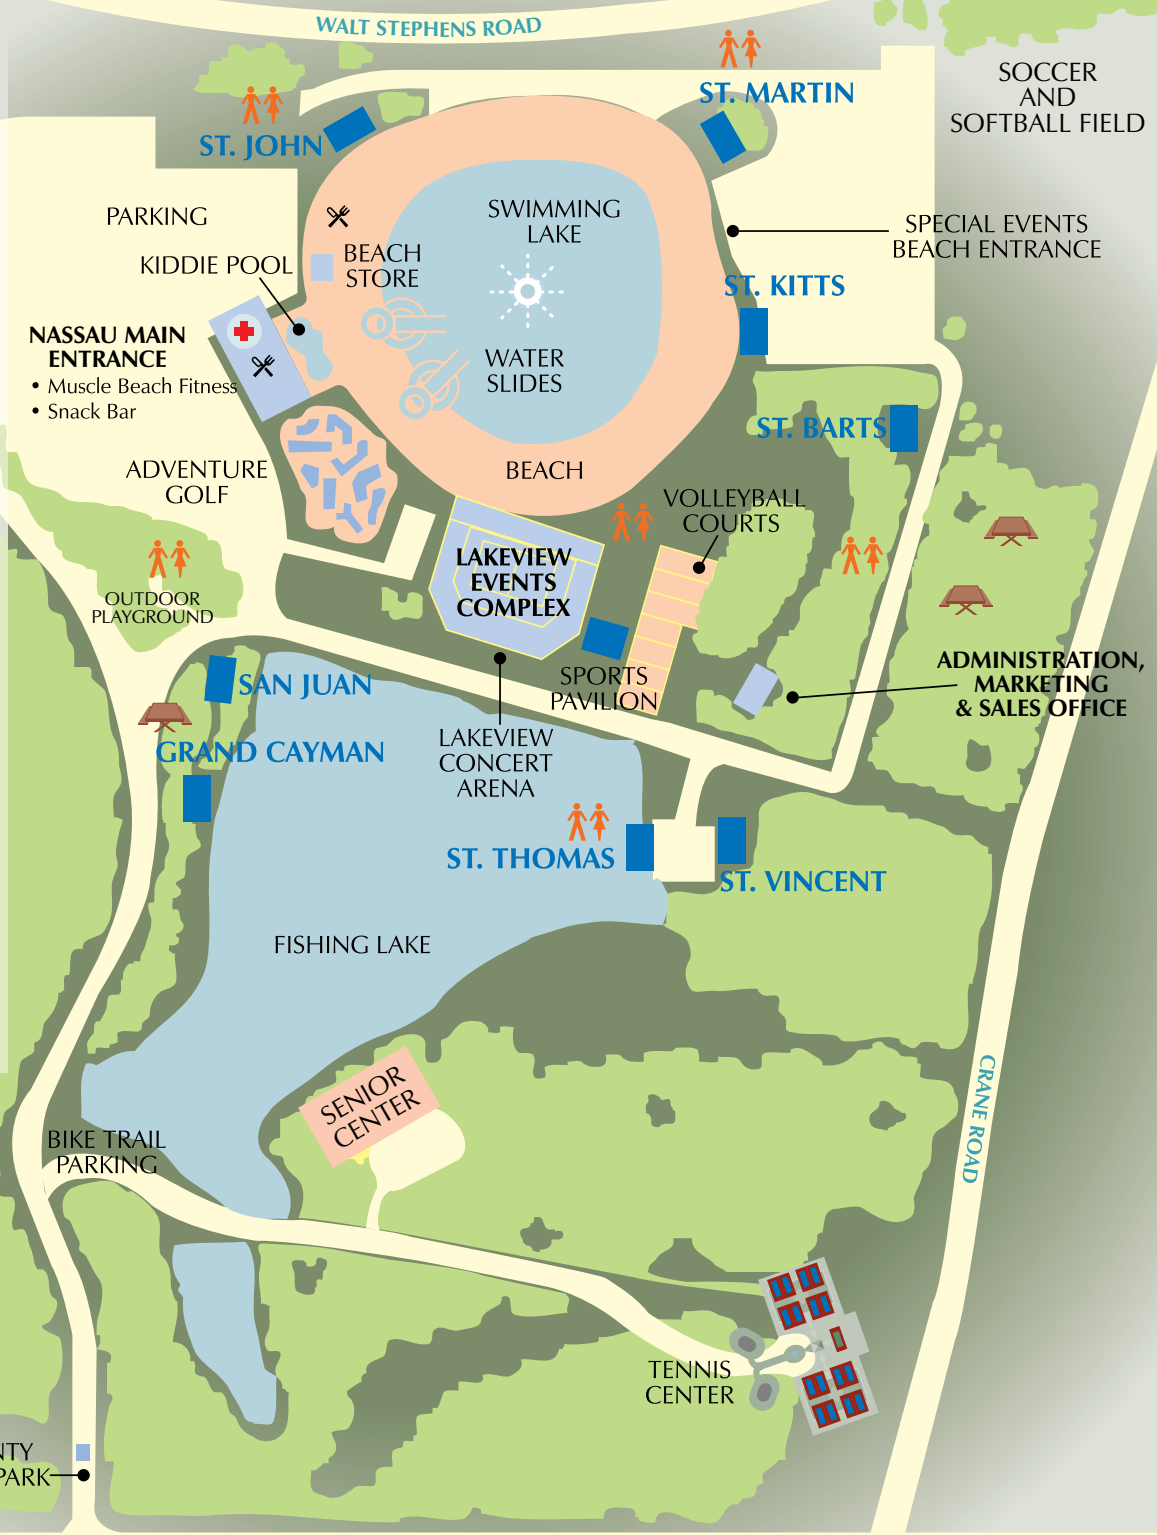 WALT STEPHENS ROAD
ST. MARTIN
SOCCER
AND
SOFTBALL FIELD
ST. JOHN
PARKING
SWIMMING
LAKE
SPECIAL EVENTS
BEACH ENTRANCE
KIDDIE POOL
BEACH
STORE
ST. KITTS
NASSAU MAIN
ENTRANCE
• Muscle Beach Fitness
• Snack Bar
WATER
SLIDES
ST. BARTS
ADVENTURE
GOLF
BEACH
VOLLEYBALL
COURTS
LAKEVIEW
EVENTS
COMPLEX
OUTDOOR
PLAYGROUND
SPORTS
PAVILION
ADMINISTRATION,
MARKETING
& SALES OFFICE
SAN JUAN
GRAND CAYMAN
LAKEVIEW
CONCERT
ARENA
ST. THOMAS
ST. VINCENT
FISHING LAKE
CRANE ROAD
SENIOR
CENTER
BIKE TRAIL
PARKING
TENNIS
CENTER
NTY
PARK